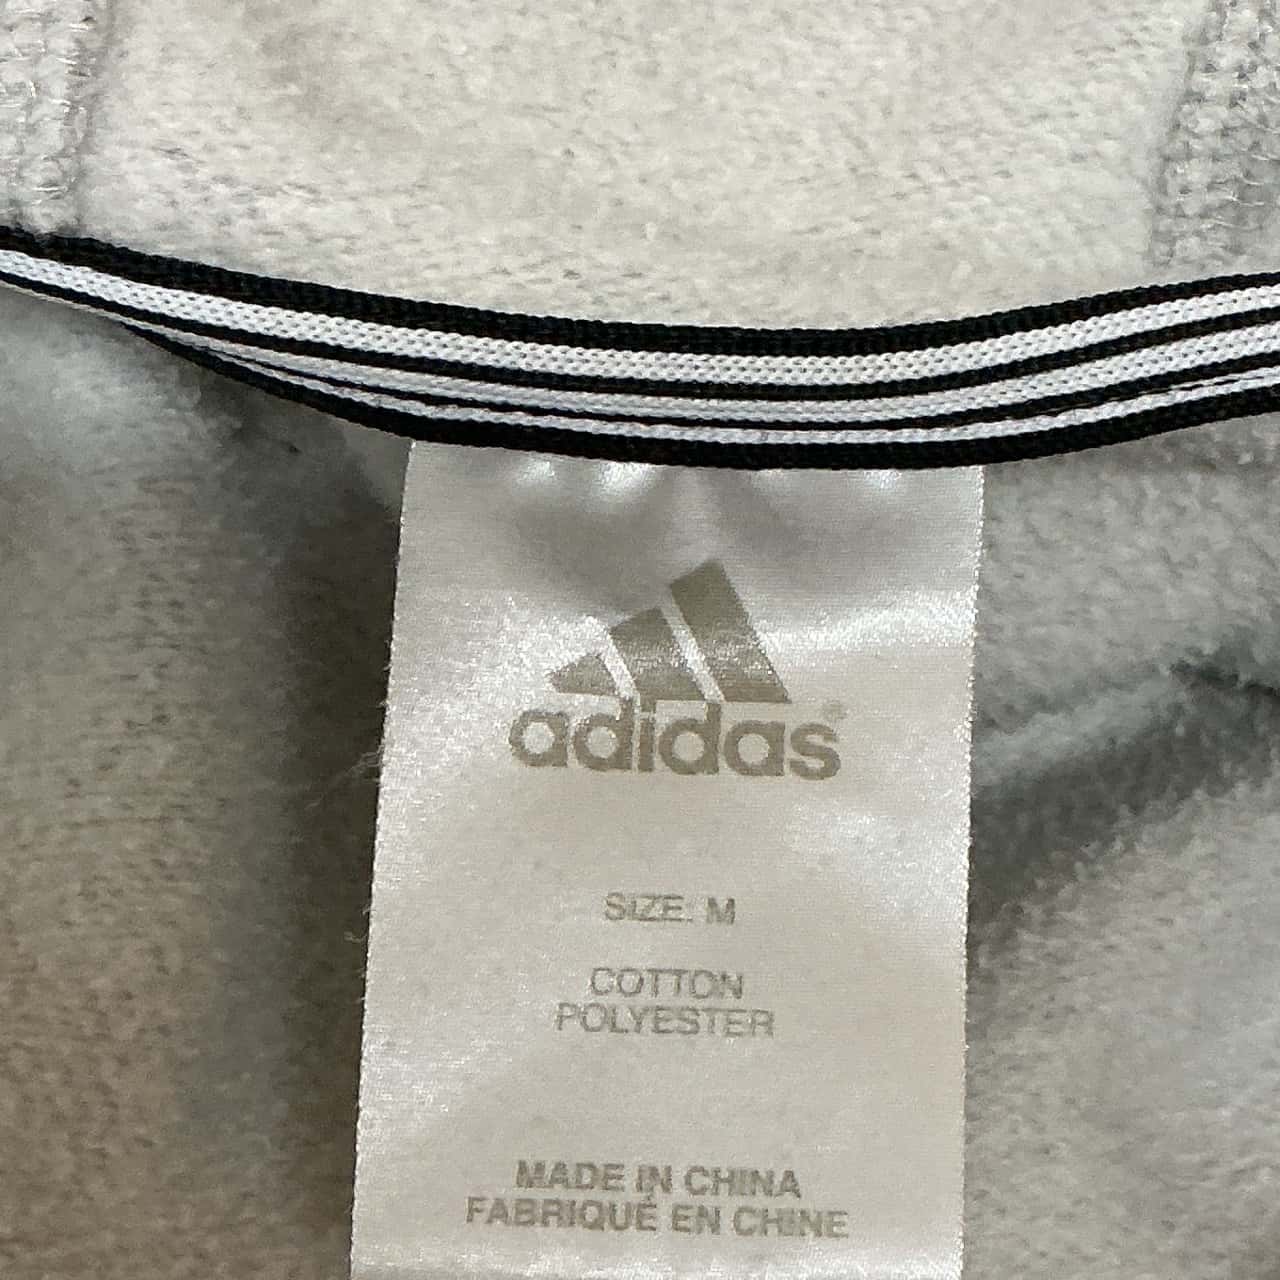 adidas®
SIZE: M
COTTON
POLYESTER
MADE IN CHINA
FABRIQUÉ EN CHINE